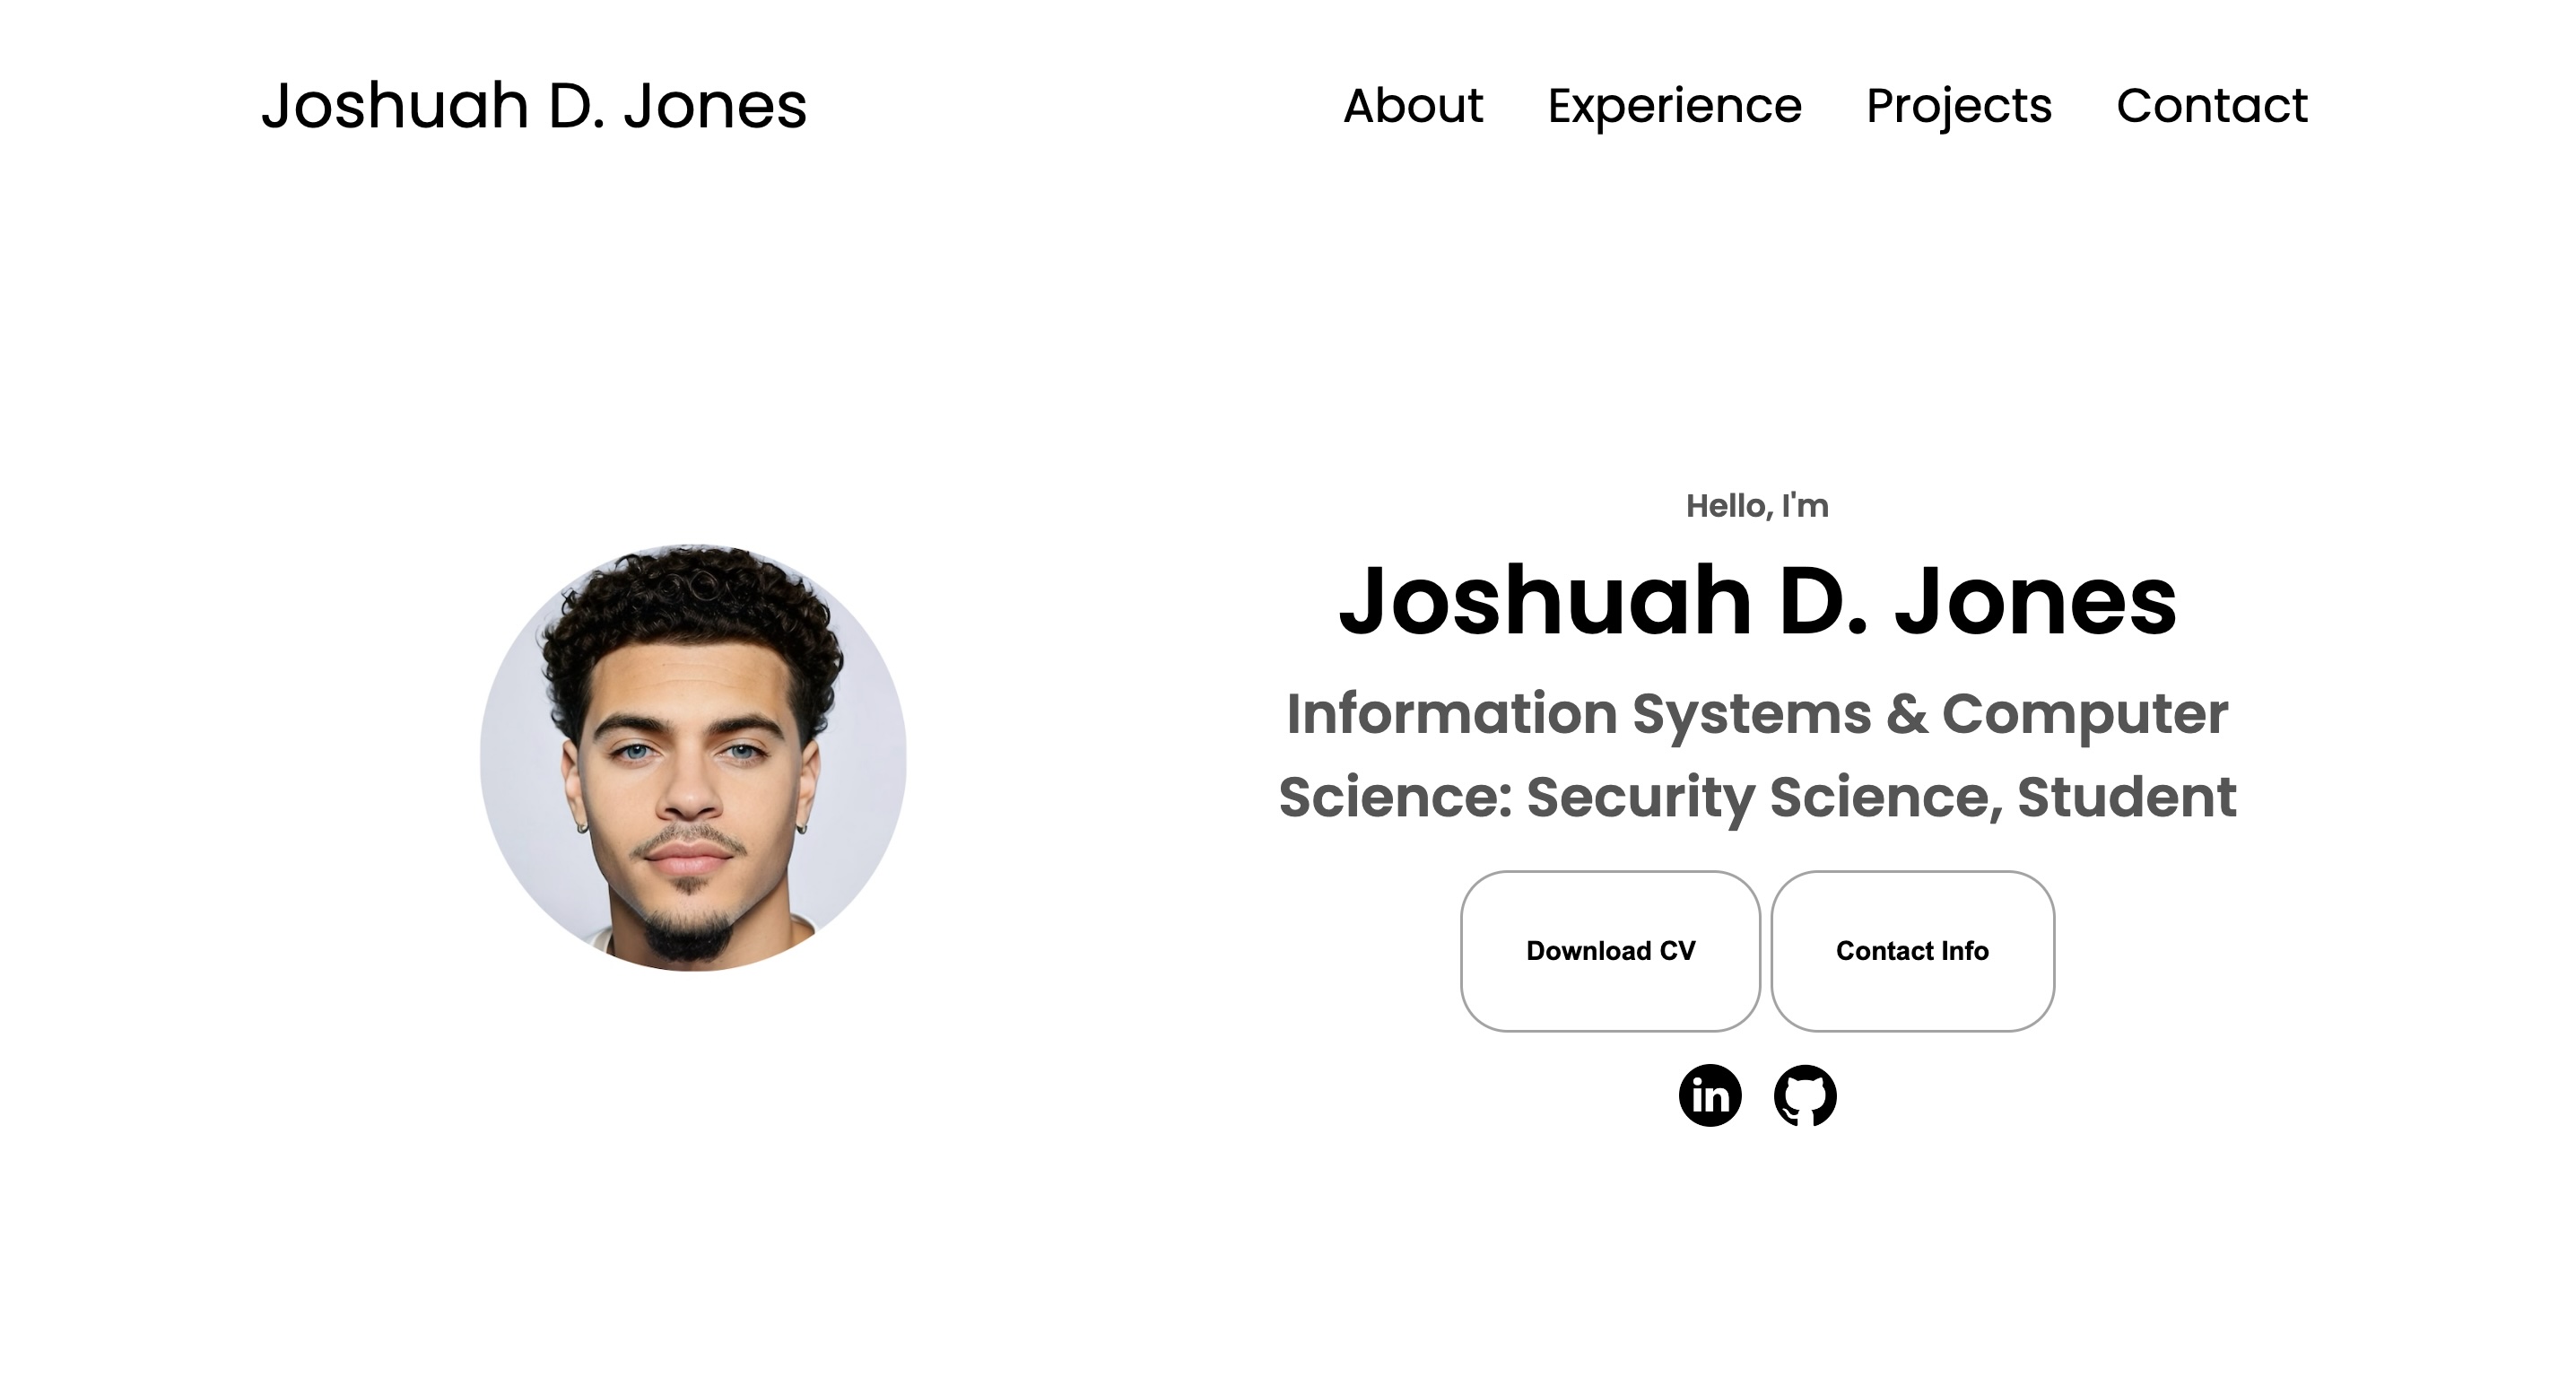 Joshuah D. Jones
About Experience Projects Contact
Hello, I'm
Joshuah D. Jones
Information Systems & Computer
Science: Security Science, Student
Download CV
Contact Info
in